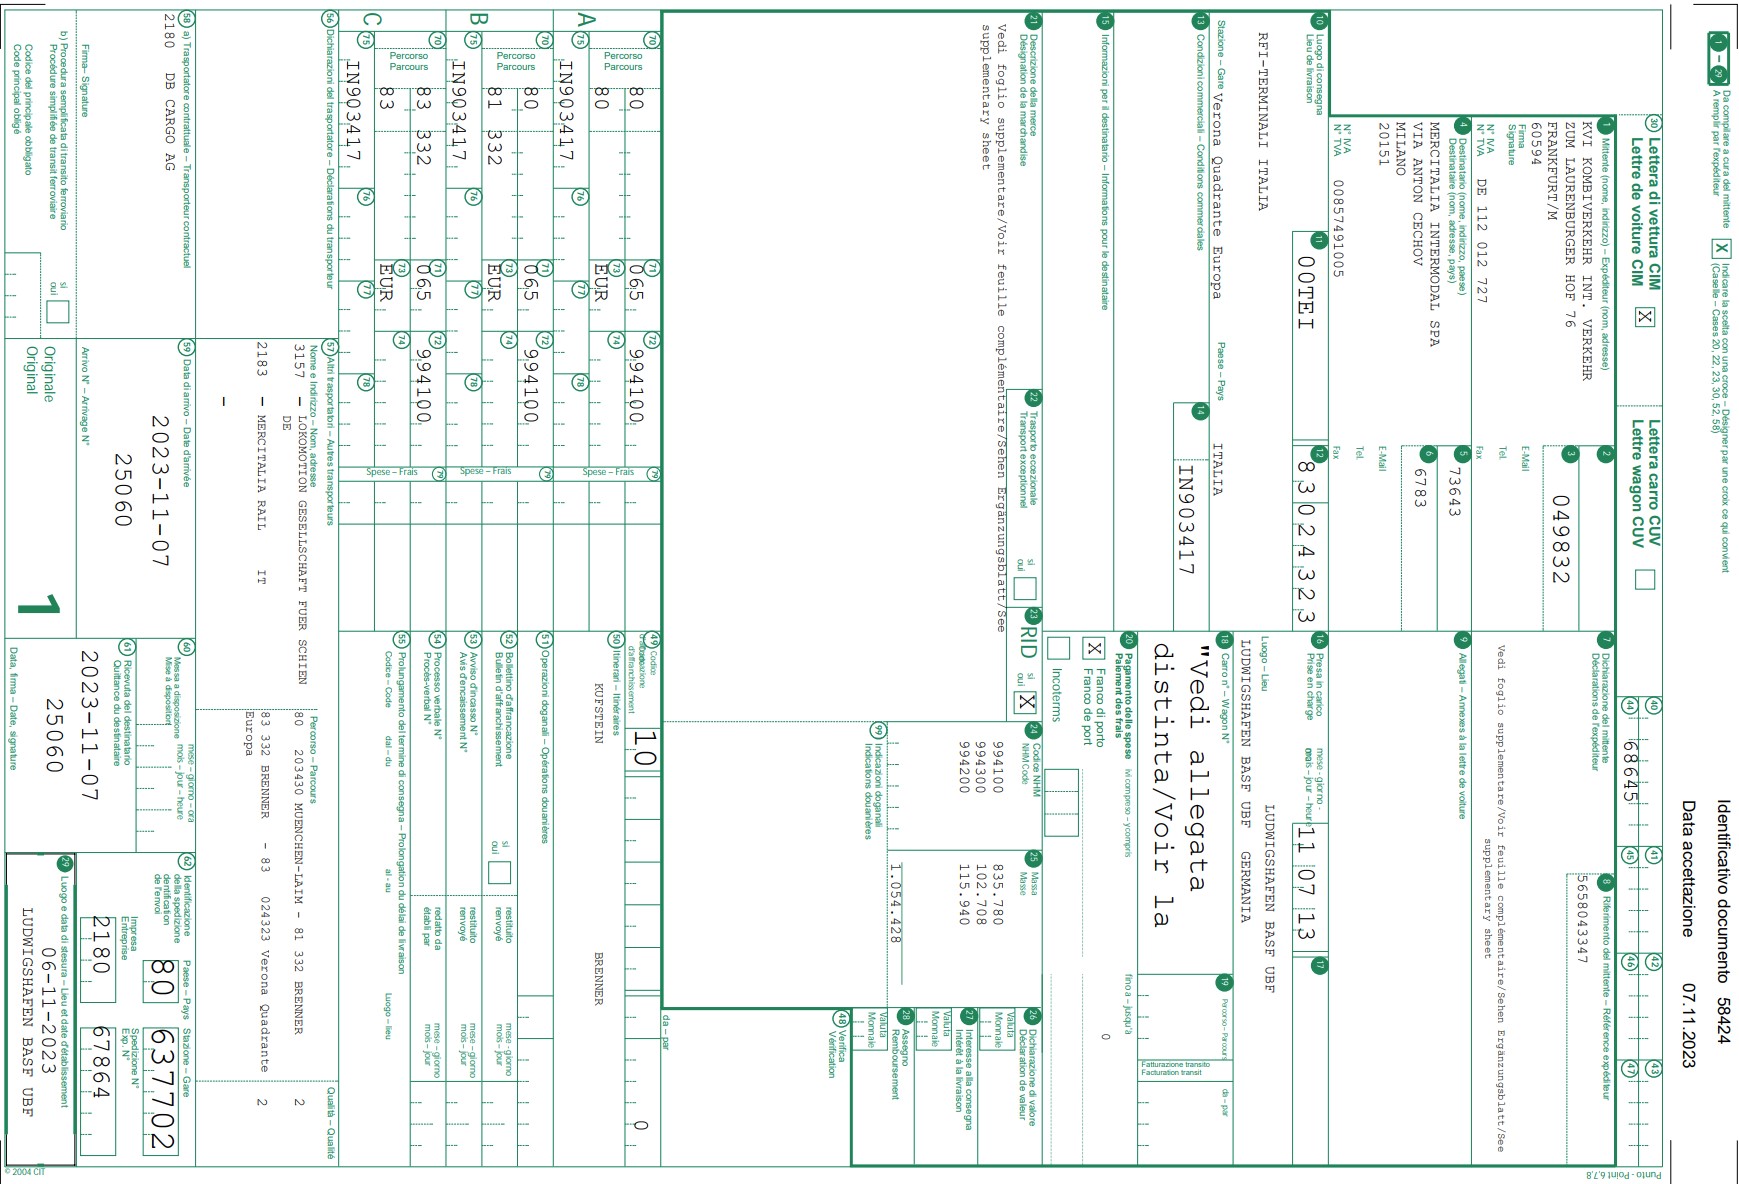 1 – 29 Da compilare a cura del mittente
A remplir par l'expéditeur
X Indicare la scelta con una croce – Désigner par une croix ce qui convient
(Caselle – Cases 20, 22, 23, 30, 52, 58)
Identificativo documento 58424
Data accettazione 07.11.2023
30 Lettera di vettura CIM
Lettre de voiture CIM X
Lettera carro CUV
Lettre wagon CUV
40 41 42 43
44 68645 45 46 47
Punto - Point 6.7.8
1 Mittente (nome, indirizzo) – Expéditeur (nom, adresse)
KVI KOMBIVERKEHR INT. VERKEHR
ZUM LAURENBURGER HOF 76
FRANKFURT/M
60594
Firma
Signature
N° IVA
N° TVA DE 112 012 727
2
3 049832
E-Mail
Tel.
Fax
7 Dichiarazione del mittente
Déclarations de l'expéditeur
8 Riferimento del mittente – Référence expéditeur
5658043347
Vedi foglio supplementare/Voir feuille complémentaire/Sehen Ergänzungsblatt/See
supplementary sheet
4 Destinatario (nome, indirizzo, paese)
Destinataire (nom, adresse, pays)
MERCITALIA INTERMODAL SPA
VIA ANTON CECHOV
MILANO
20151
N° IVA
N° TVA 00857491005
5 73643
6 6783
E-Mail
Tel.
Fax
9 Allegati – Annexes à la lettre de voiture
10 Luogo di consegna
Lieu de livraison
11 00TEI
12 83024323
RFI-TERMINALI ITALIA
Stazione – Gare Verona Quadrante Europa Paese – Pays ITALIA
16 Presa in carico
Prise en charge
mese - giorno -
mois – jour – heure
11 07 13
17
LUDWIGSHAFEN BASF UBF
Luogo – Lieu
LUDWIGSHAFEN BASF UBF GERMANIA
13 Condizioni commerciali – Conditions commerciales
14 IN903417
18 Carro n° – Wagon N°
"Vedi allegata
distinta/Voir la
19 Percorso – Parcours da – par
Fatturazione transito
Facturation transit
15 Informazioni per il destinatario – Informations pour le destinataire
20 Pagamento delle spese ivi compreso – y compris
Paiement des frais
fino a – jusqu'à
0
X Franco di porto
Franco de port
Incoterms
21 Descrizione della merce
Désignation de la marchandise
22 Trasporto eccezionale
Transport exceptionnel
si
oui
23 RID si
oui X
Vedi foglio supplementare/Voir feuille complémentaire/Sehen Ergänzungsblatt/See
supplementary sheet
24 Codice NHM
NHM Code
25 Massa
Masse
994100 835.780
994300 102.708
994200 115.940
1.054.428
26 Dichiarazione di valore
Déclaration de valeur
Valuta
Monnaie
27 Interesse alla consegna
Intérêt à la livraison
Valuta
Monnaie
28 Assegno
Remboursement
Valuta
Monnaie
99 Indicazioni doganali
Indications douanières
48 Verifica
Vérification
da – par
A
Percorso
Parcours
70 80 71 065 72 994100 79
80 73 EUR 74
Spese – Frais
75 IN903417 76 77 78
B
Percorso
Parcours
70 80 71 065 72 994100 79
81 332 73 EUR 74
Spese – Frais
75 IN903417 76 77 78
C
Percorso
Parcours
70 83 332 71 065 72 994100 79
83 73 EUR 74
Spese – Frais
75 IN903417 76 77 78
49 Codice
d'affranchissement
10 0
50 Itinerari – Itinéraires
KUFSTEIN BRENNER
51 Operazioni doganali – Opérations douanières
52 Bollettino d'affrancazione
Bulletin d'affranchissement
si
oui
restituito
renvoyé
mese - giorno
mois – jour
53 Avviso d'incasso N°
Avis d'encaissement N°
restituito
renvoyé
mese – giorno
mois – jour
54 Processo verbale N°
Procès-verbal N°
redatto da
établi par
mese – giorno
mois – jour
55 Prolungamento del termine di consegna – Prolongation du délai de livraison
Codice – Code dal – du al - au Luogo – lieu
56 Dichiarazioni del trasportatore – Déclarations du transporteur
57 Altri trasportatori – Autres transporteurs
Nome e Indirizzo – Nom, adresse Percorso – Parcours Qualità – Qualité
3157 – LOKOMOTION GESELLSCHAFT FUER SCHIEN
DE
80 203430 MUENCHEN-LAIM - 81 332 BRENNER 2
2183 – MERCITALIA RAIL IT
83 332 BRENNER - 83 024323 Verona Quadrante
Europa
2
–
58 a) Trasportatore contrattuale – Transporteur contractuel
2180 DB CARGO AG
Firma– Signature
b) Procedura semplificata di transito ferroviario
Procédure simplifiée de transit ferroviaire
si
oui
Codice del principale obbligato
Code principal obligé
59 Data di arrivo – Date d'arrivée
2023-11-07
25060
Arrivo N° – Arrivage N°
Originale
Original
1
60 Messa a disposizione
Mise à disposition
mese – giorno – ora
mois – jour – heure
61 Ricevuta del destinatario
Quittance du destinataire
2023-11-07
25060
Data, firma – Date, signature
62 Identificazione
della spedizione
dentification
de l'envoi
Paese – Pays Stazione – Gare
80 637702
Impresa
Entreprise
Spedizione N°
Exp. N°
2180 67864
29 Luogo e data di stesura – Lieu et date d'établissement
06-11-2023
LUDWIGSHAFEN BASF UBF
© 2004 CIT